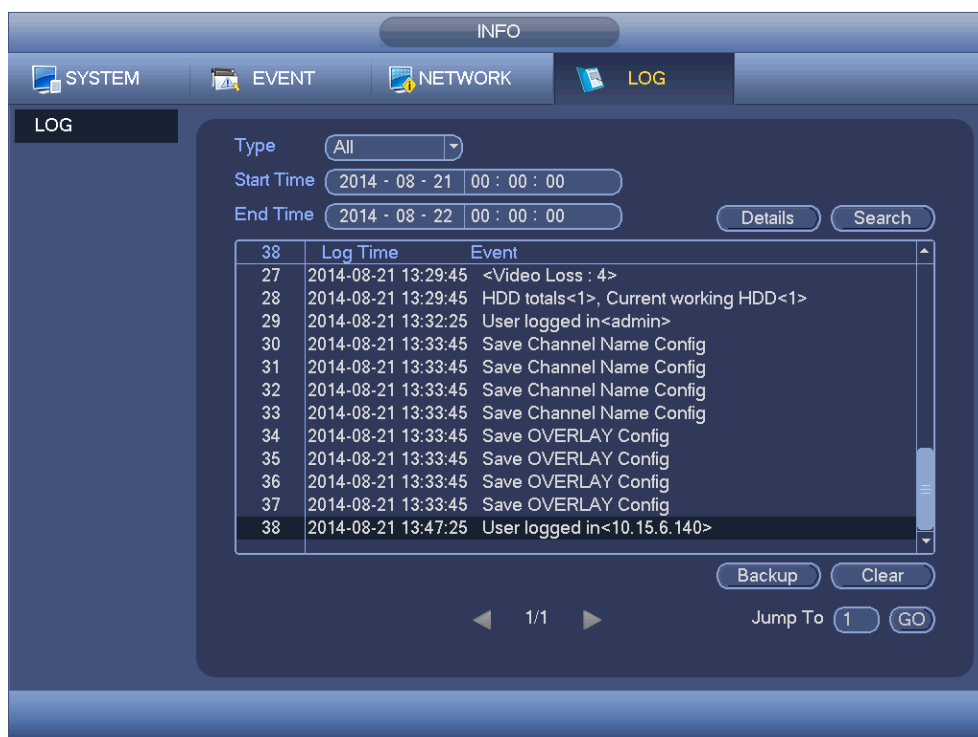 INFO
SYSTEM EVENT NETWORK LOG
LOG
Type All
Start Time 2014 - 08 - 21 00 : 00 : 00
End Time 2014 - 08 - 22 00 : 00 : 00 Details Search
38 Log Time Event
27 2014-08-21 13:29:45 <Video Loss : 4>
28 2014-08-21 13:29:45 HDD totals<1>, Current working HDD<1>
29 2014-08-21 13:32:25 User logged in<admin>
30 2014-08-21 13:33:45 Save Channel Name Config
31 2014-08-21 13:33:45 Save Channel Name Config
32 2014-08-21 13:33:45 Save Channel Name Config
33 2014-08-21 13:33:45 Save Channel Name Config
34 2014-08-21 13:33:45 Save OVERLAY Config
35 2014-08-21 13:33:45 Save OVERLAY Config
36 2014-08-21 13:33:45 Save OVERLAY Config
37 2014-08-21 13:33:45 Save OVERLAY Config
38 2014-08-21 13:47:25 User logged in<10.15.6.140>
Backup Clear
1/1 Jump To 1 GO